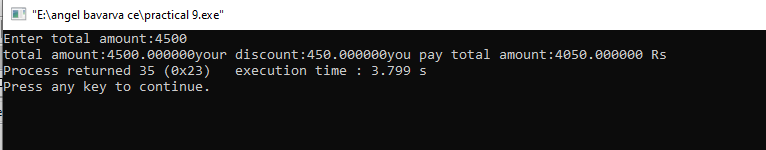 "E:\angel bavarva ce\practical 9.exe"
Enter total amount:4500
total amount:4500.000000your discount:450.000000you pay total amount:4050.000000 Rs
Process returned 35 (0x23)   execution time : 3.799 s
Press any key to continue.